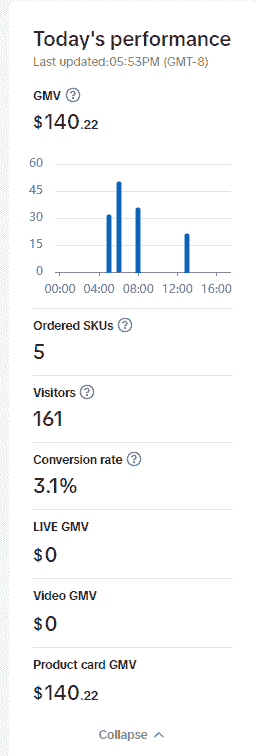 Today's performance
Last updated:05:53PM (GMT-8)
GMV ?
$140.22
60
45
30
15
0
00:00 04:00 08:00 12:00 16:00
Ordered SKUs ?
5
Visitors ?
161
Conversion rate ?
3.1%
LIVE GMV
$0
Video GMV
$0
Product card GMV
$140.22
Collapse